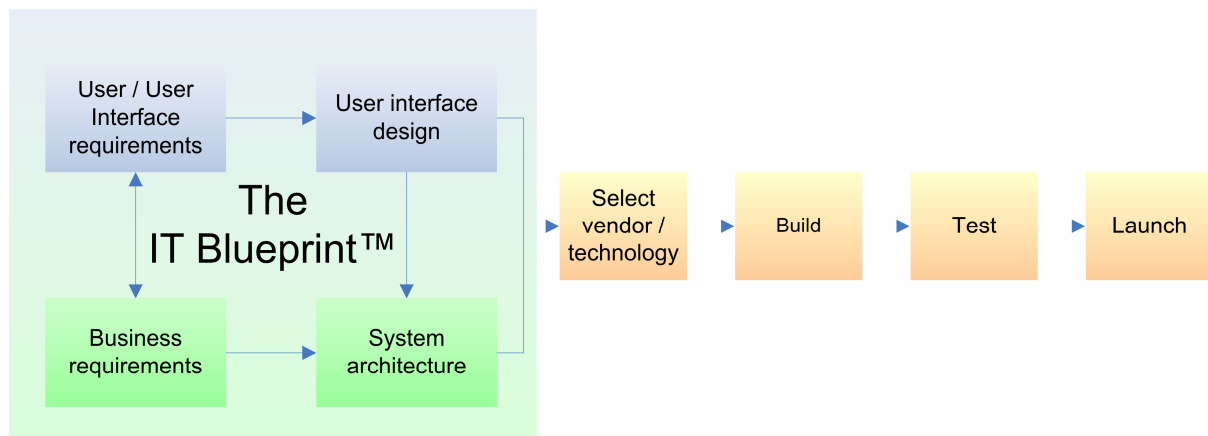 User / User
Interface
requirements
User interface
design
The
IT Blueprint™
Business
requirements
System
architecture
Select
vendor /
technology
Build
Test
Launch